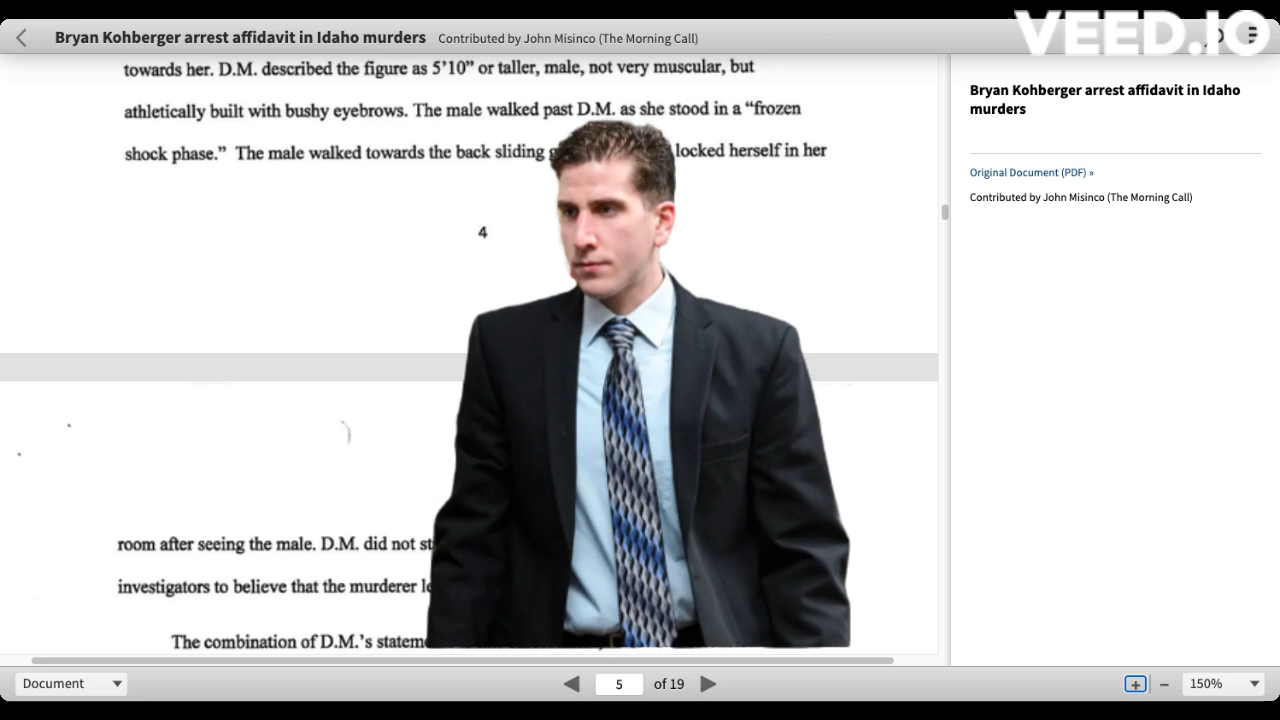 Bryan Kohberger arrest affidavit in Idaho murders Contributed by John Misinco (The Morning Call)
VEED.IO
towards her. D.M. described the figure as 5’10” or taller, male, not very muscular, but
athletically built with bushy eyebrows. The male walked past D.M. as she stood in a “frozen
shock phase.” The male walked towards the back sliding locked herself in her
4
room after seeing the male. D.M. did not
investigators to believe that the murderer
The combination of D.M.’s
Bryan Kohberger arrest affidavit in Idaho
murders
Original Document (PDF) »
Contributed by John Misinco (The Morning Call)
Document 5 of 19 150%